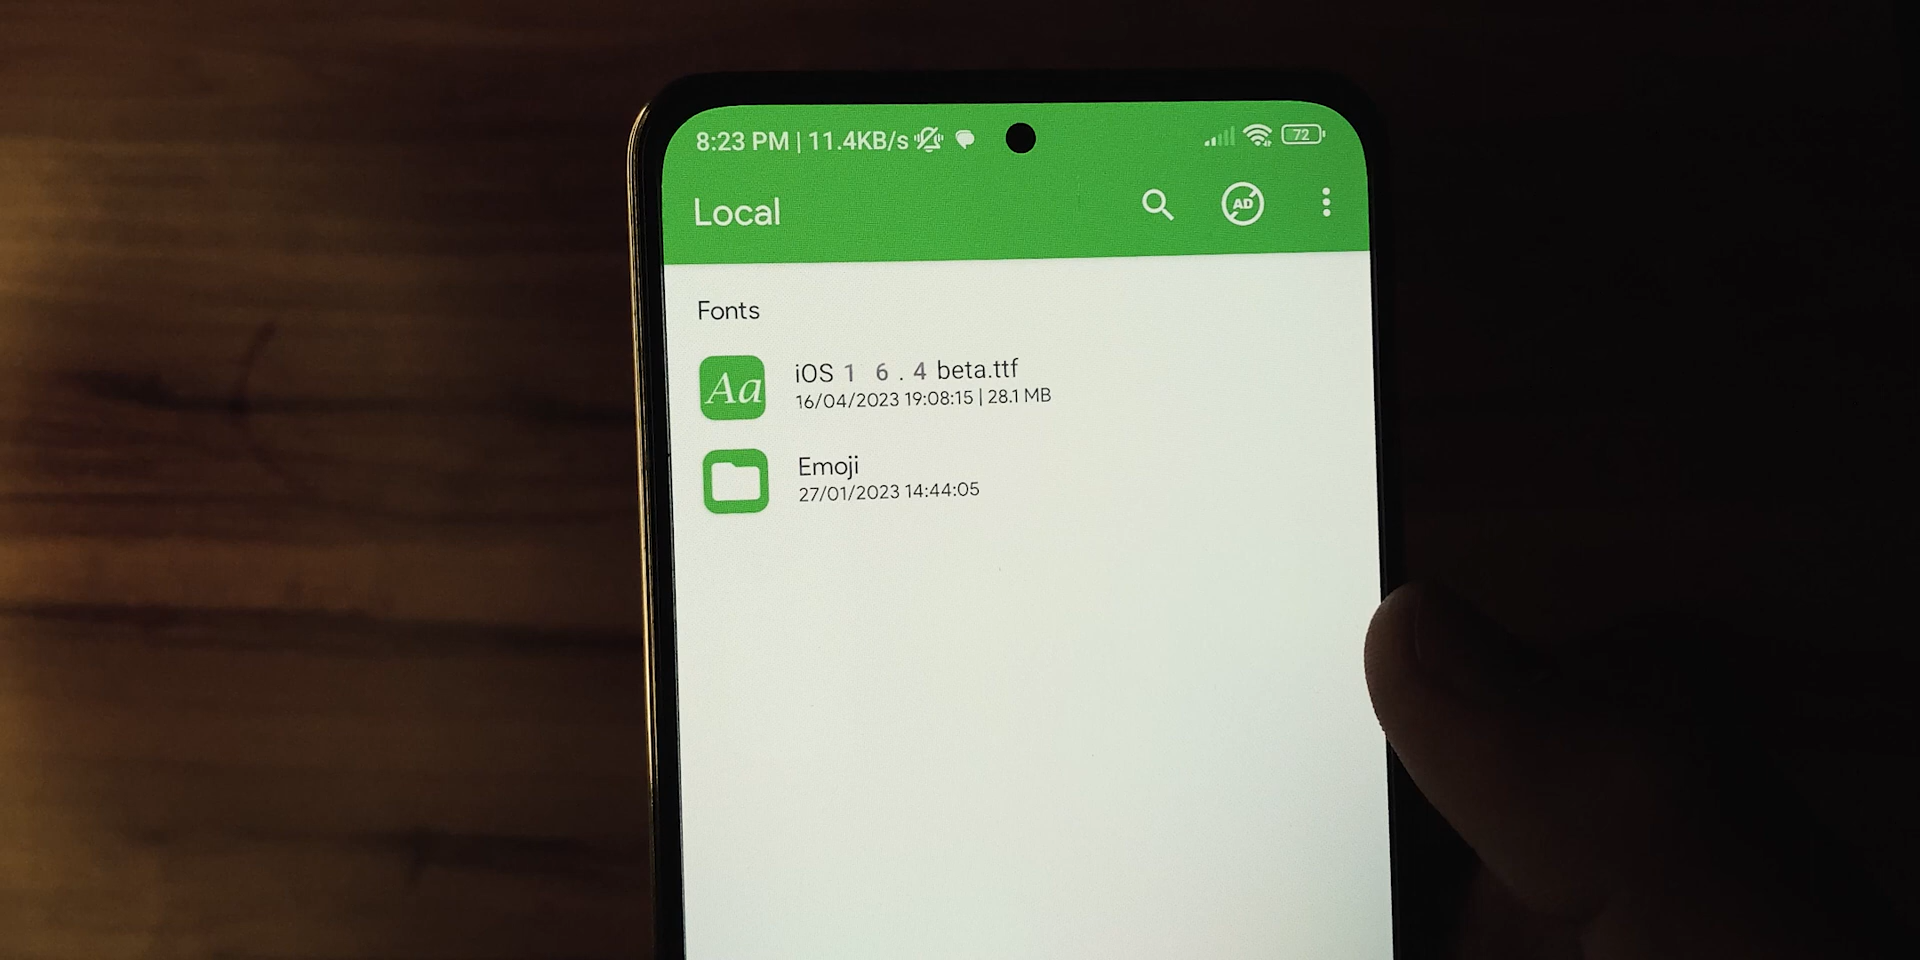 8:23 PM | 11.4KB/s 72
Local AD
Fonts
Aa iOS 1 6 . 4 beta.ttf
16/04/2023 19:08:15 | 28.1 MB
Emoji
27/01/2023 14:44:05